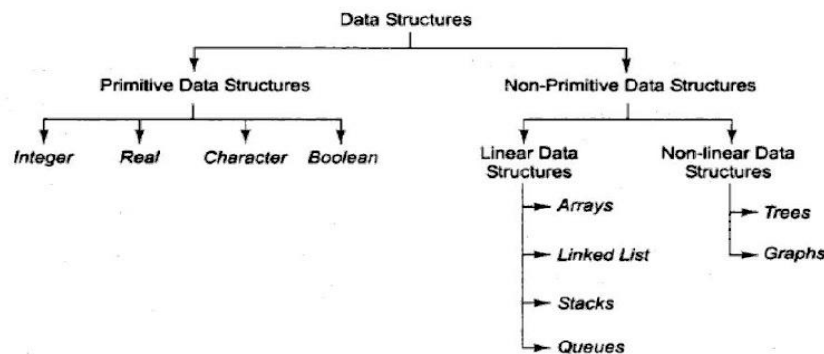 Data Structures
Primitive Data Structures
Non-Primitive Data Structures
Integer
Real
Character
Boolean
Linear Data
Structures
Non-linear Data
Structures
Arrays
Linked List
Stacks
Queues
Trees
Graphs